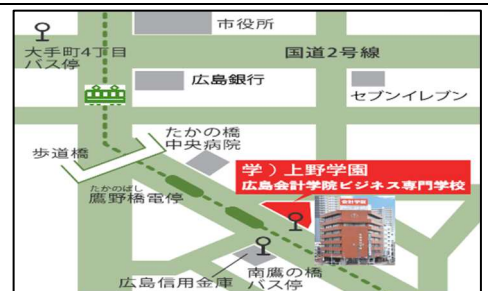 市役所
大手町4丁目
バス停
国道2号線
広島銀行
セブンイレブン
たかの橋
中央病院
歩道橋
学）上野学園
広島会計学院ビジネス専門学校
たかのばし
鷹野橋電停
会計学院
広島信用金庫
南鷹の橋
バス停